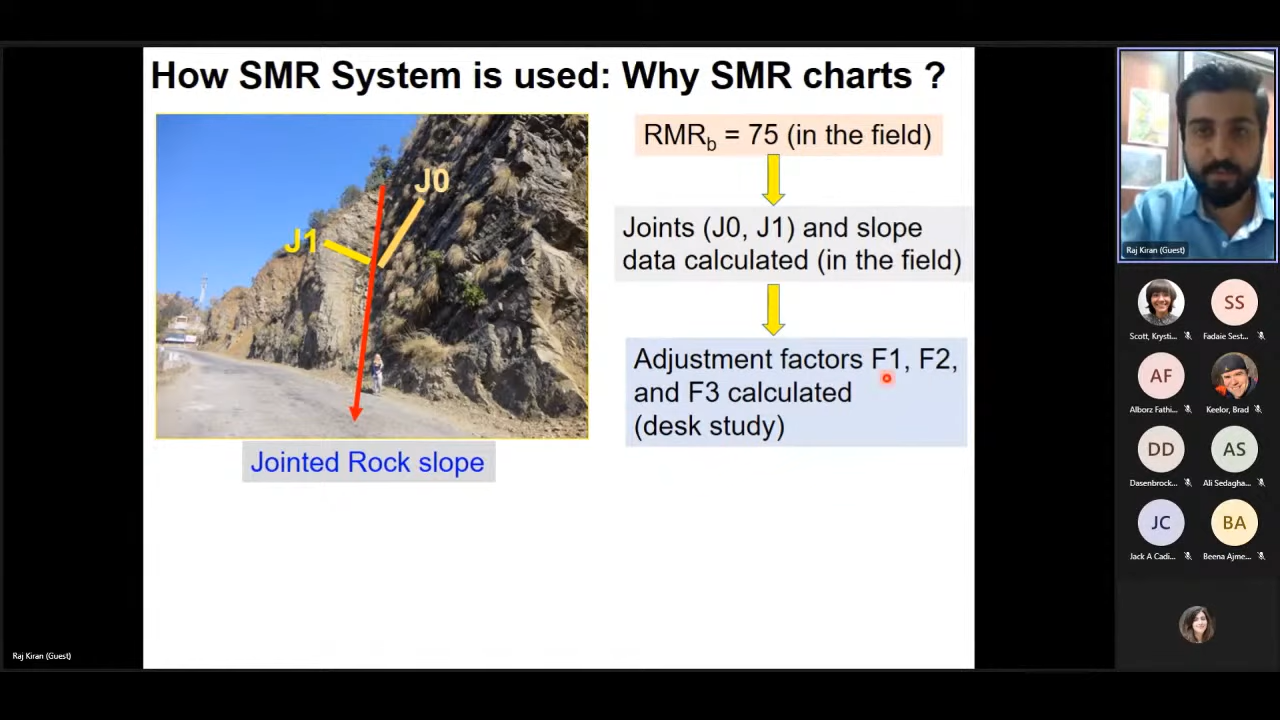 How SMR System is used: Why SMR charts ?
J0
J1
Jointed Rock slope
RMRb = 75 (in the field)
Joints (J0, J1) and slope
data calculated (in the field)
Adjustment factors F1, F2,
and F3 calculated
(desk study)
Raj Kiran (Guest)
Raj Kiran (Guest)
SS
Scott, Krysti...
Fadaie Sest...
AF
Alborz Fathi...
Keelor, Brad
DD
AS
Dasenbrock...
Ali Sedagha...
JC
BA
Jack A Cadi...
Beena Ajme...